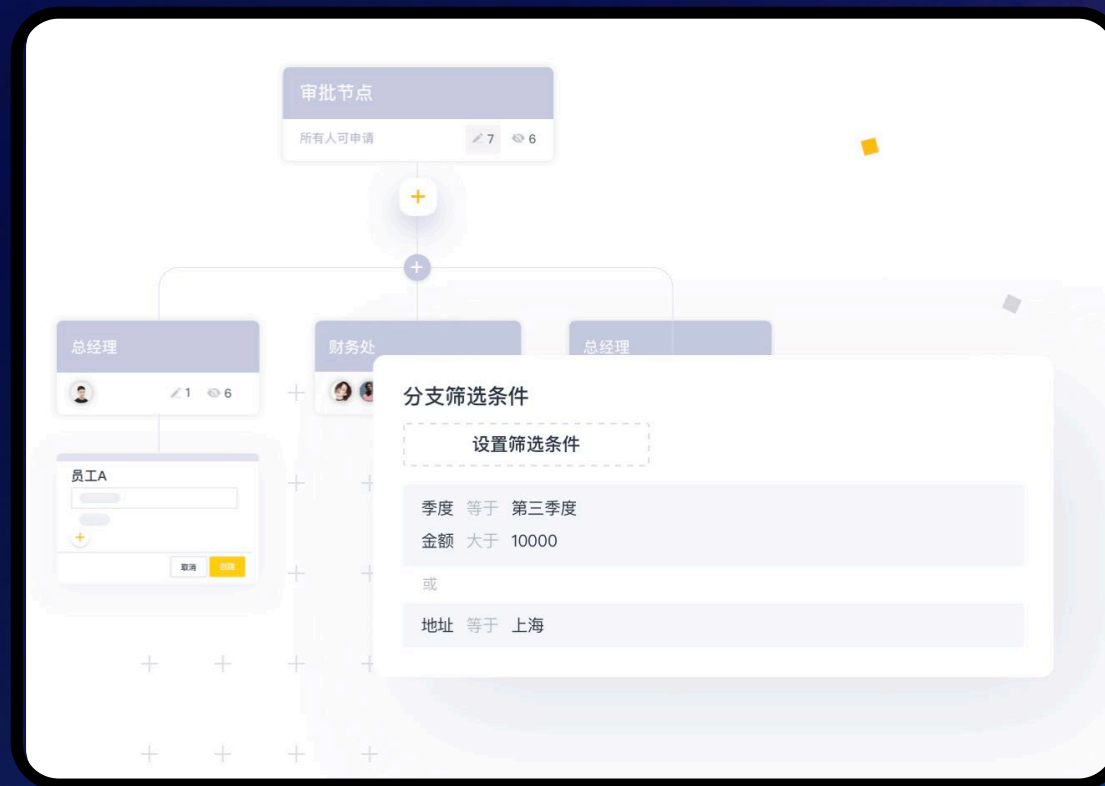 审批节点
所有人可申请 7 6
总经理
1 6
财务处
总经理
员工A
取消 创建
分支筛选条件
设置筛选条件
季度 等于 第三季度
金额 大于 10000
或
地址 等于 上海